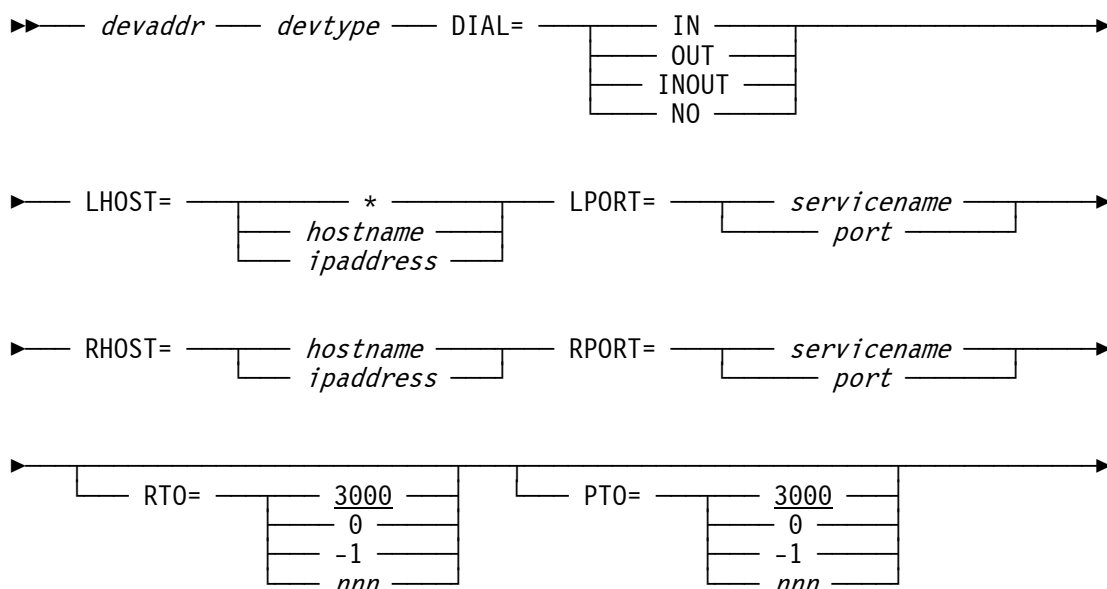 devaddr devtype DIAL= IN
OUT
INOUT
NO
LHOST= * LPORT= servicename
hostname port
ipaddress
RHOST= hostname RPORT= servicename
ipaddress port
RTO= 3000 PTO= 3000
0 0
-1 -1
nnn nnn